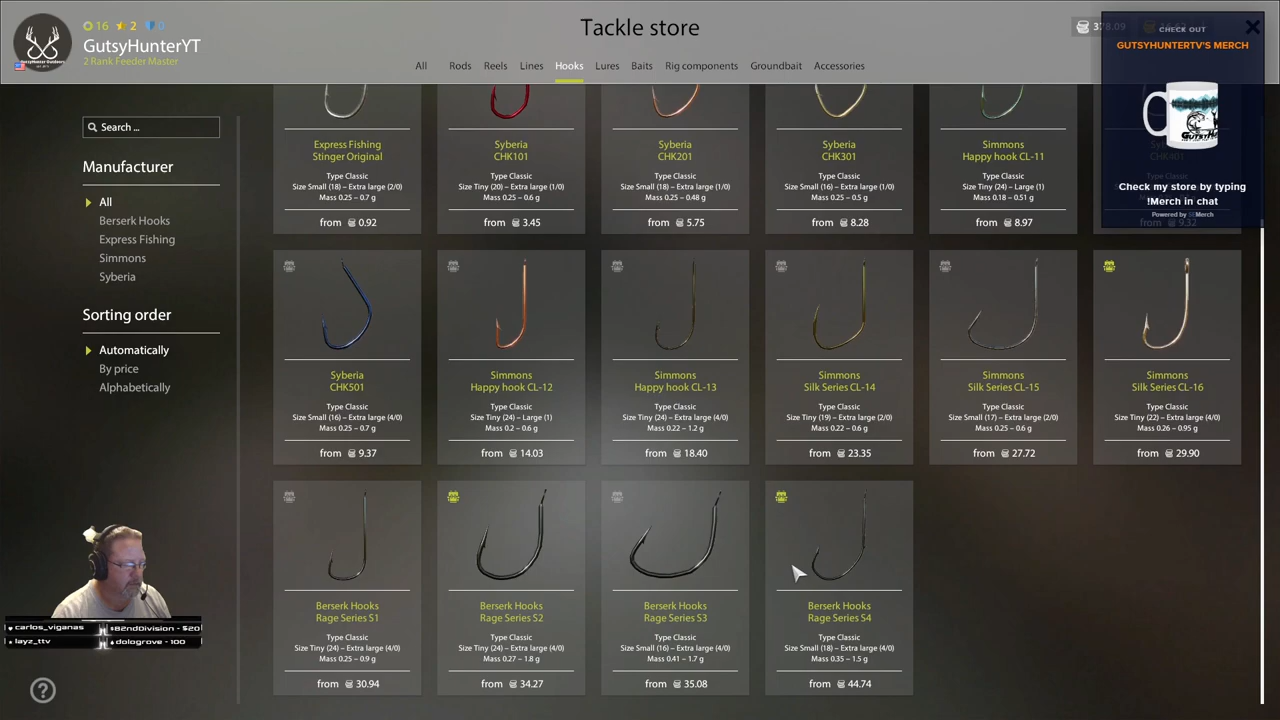 16 2 0
GutsyHunterYT
2 Rank Feeder Master
Tackle store
All Rods Reels Lines Hooks Lures Baits Rig components Groundbait Accessories
CHECK OUT
GUTSYHUNTERTV'S MERCH
Check my store by typing
!Merch in chat
Powered by SEMerch
Search ...
Manufacturer
All
Berserk Hooks
Express Fishing
Simmons
Syberia
Sorting order
Automatically
By price
Alphabetically
Express Fishing
Stinger Original
Type Classic
Size Small (18) – Extra large (2/0)
Mass 0.25 – 0.7 g
from 0.92
Syberia
CHK101
Type Classic
Size Tiny (20) – Extra large (1/0)
Mass 0.25 – 0.6 g
from 3.45
Syberia
CHK201
Type Classic
Size Small (18) – Extra large (1/0)
Mass 0.25 – 0.48 g
from 5.75
Syberia
CHK301
Type Classic
Size Small (16) – Extra large (1/0)
Mass 0.25 – 0.5 g
from 8.28
Simmons
Happy hook CL-11
Type Classic
Size Tiny (24) – Large (1)
Mass 0.18 – 0.51 g
from 8.97
CHK401
from 9.32
Syberia
CHK501
Type Classic
Size Small (16) – Extra large (4/0)
Mass 0.25 – 0.7 g
from 9.37
Simmons
Happy hook CL-12
Type Classic
Size Tiny (24) – Large (1)
Mass 0.2 – 0.6 g
from 14.03
Simmons
Happy hook CL-13
Type Classic
Size Tiny (24) – Extra large (4/0)
Mass 0.22 – 1.2 g
from 18.40
Simmons
Silk Series CL-14
Type Classic
Size Tiny (19) – Extra large (2/0)
Mass 0.22 – 0.6 g
from 23.35
Simmons
Silk Series CL-15
Type Classic
Size Small (17) – Extra large (2/0)
Mass 0.25 – 0.6 g
from 27.72
Simmons
Silk Series CL-16
Type Classic
Size Tiny (22) – Extra large (4/0)
Mass 0.26 – 0.95 g
from 29.90
Berserk Hooks
Rage Series S1
Type Classic
Size Tiny (24) – Extra large (4/0)
Mass 0.25 – 0.9 g
from 30.94
Berserk Hooks
Rage Series S2
Type Classic
Size Tiny (24) – Extra large (4/0)
Mass 0.27 – 1.8 g
from 34.27
Berserk Hooks
Rage Series S3
Type Classic
Size Small (16) – Extra large (4/0)
Mass 0.41 – 1.7 g
from 35.08
Berserk Hooks
Rage Series S4
Type Classic
Size Small (18) – Extra large (4/0)
Mass 0.35 – 1.5 g
from 44.74
carlos_viganas
82ndDivision - $20
layz_ttv
dologrove - 100
?